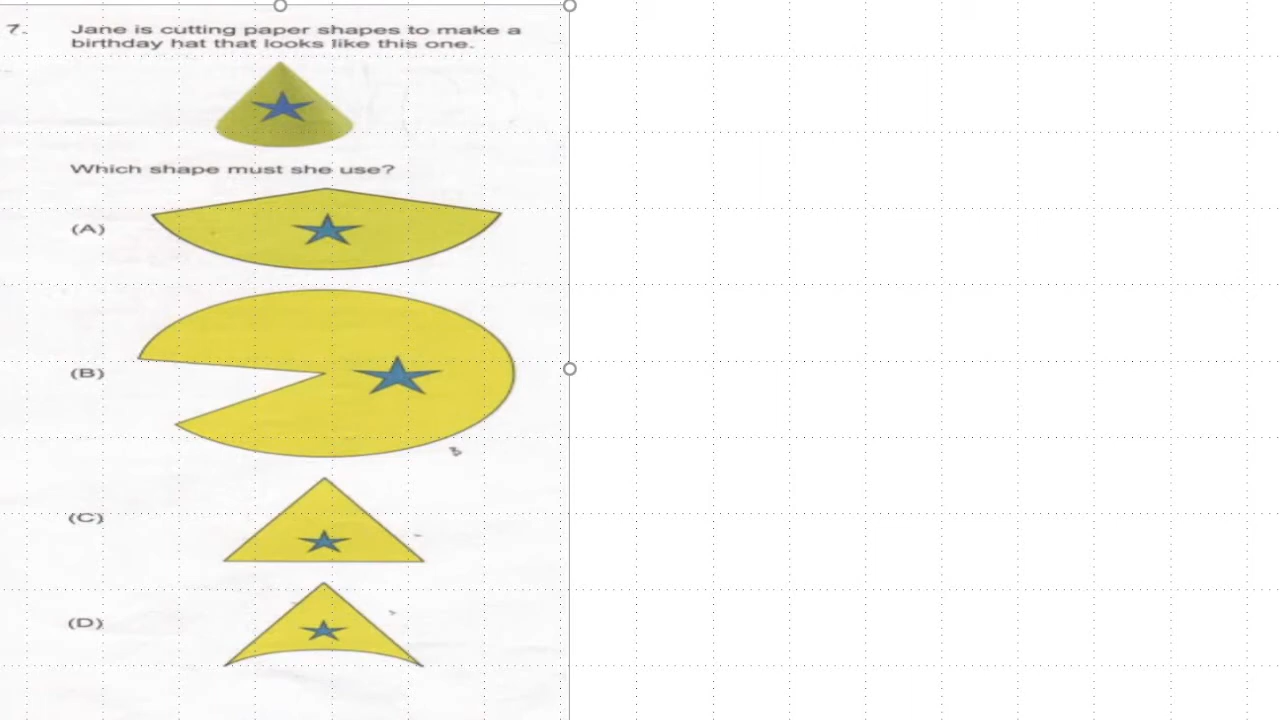 7. Jane is cutting paper shapes to make a
birthday hat that looks like this one.
Which shape must she use?
(A)
(B)
(C)
(D)